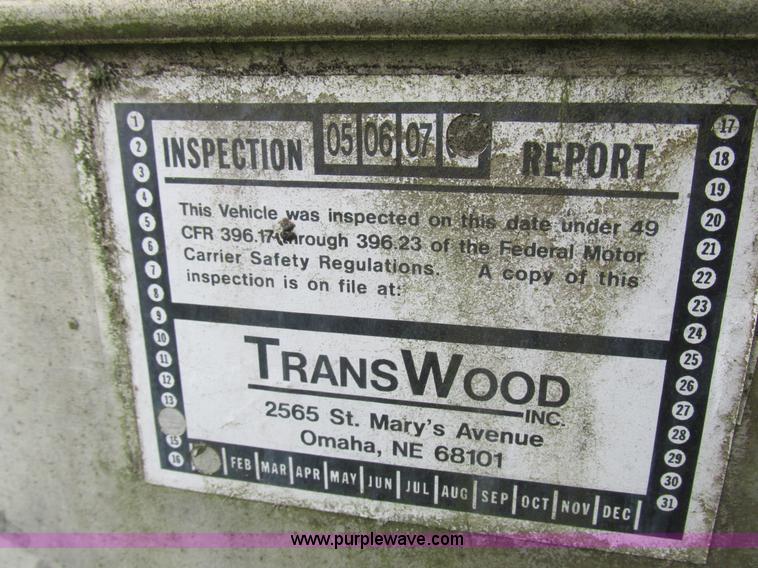 INSPECTION 05 06 07 REPORT
This Vehicle was inspected on this date under 49
CFR 396.17 through 396.23 of the Federal Motor
Carrier Safety Regulations. A copy of this
inspection is on file at:
TRANSWOOD
INC.
2565 St. Mary's Avenue
Omaha, NE 68101
FEB MAR APR MAY JUN JUL AUG SEP OCT NOV DEC
1
2
3
4
5
6
7
8
9
10
11
12
13
15
16
17
18
19
20
21
22
23
24
25
26
27
28
29
30
31
www.purplewave.com